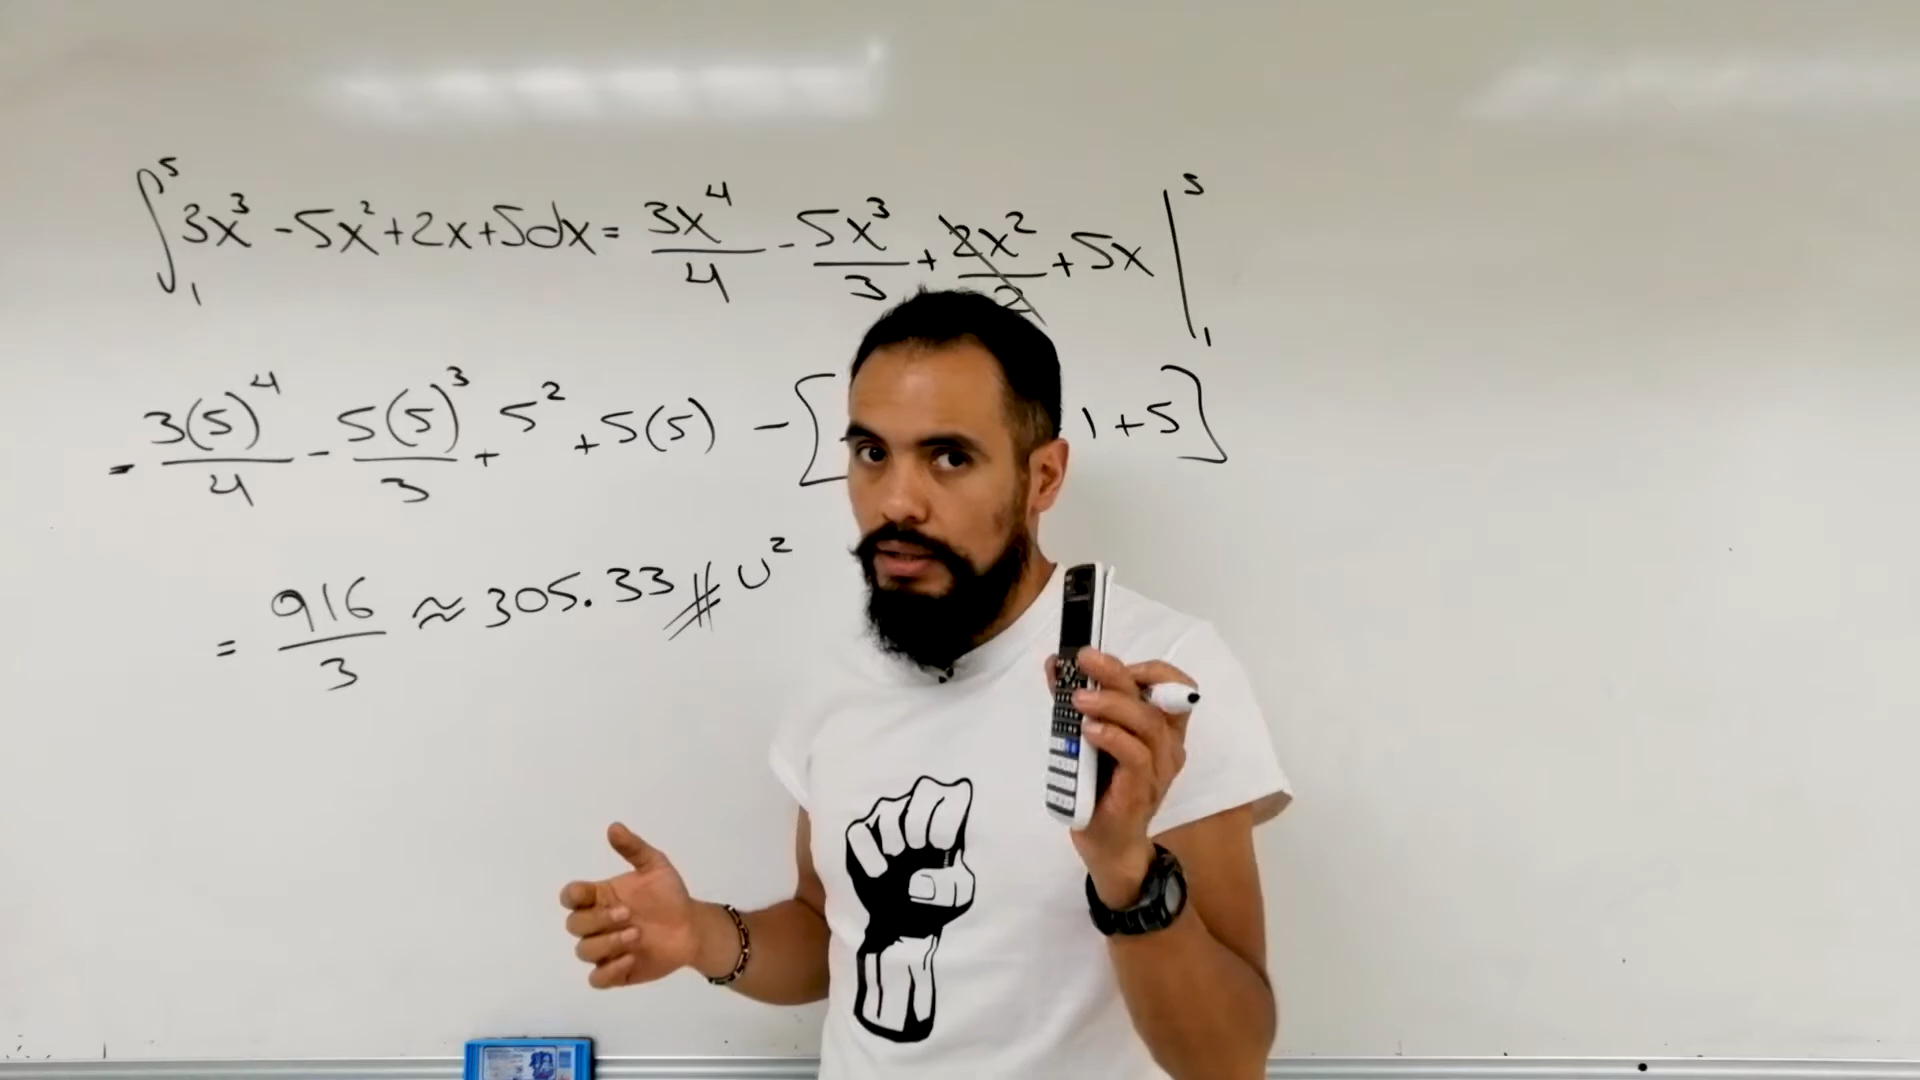 ∫₁⁵ 3x³ - 5x² + 2x + 5dx = 3x⁴/4 - 5x³/3 + 2x²/2 + 5x |₁⁵
= 3(5)⁴/4 - 5(5)³/3 + 5² + 5(5) - [ 1 + 5]
= 916/3 ≈ 305.33 // u²